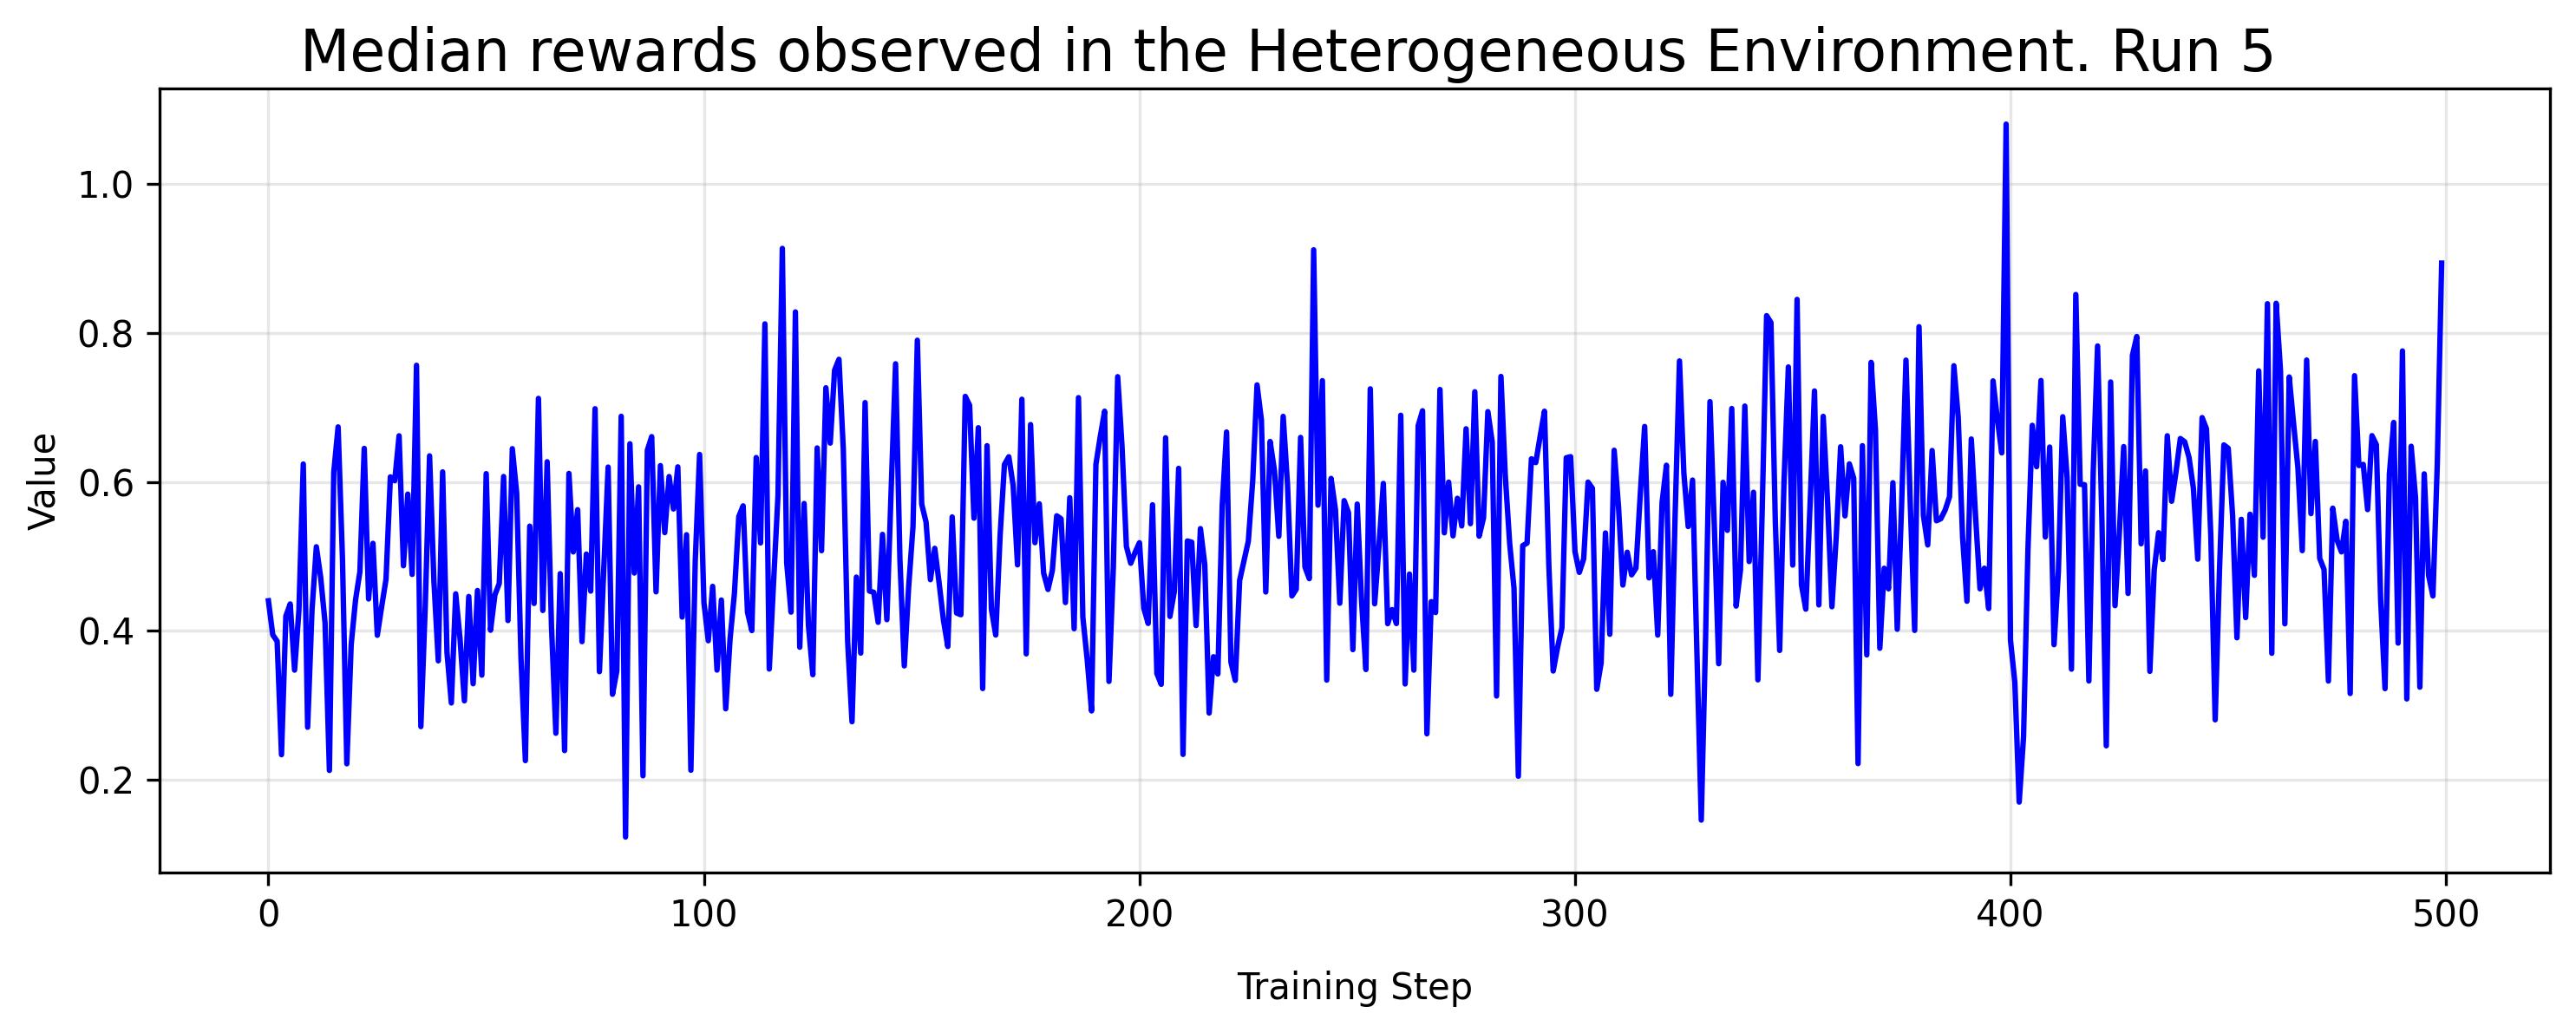 Median rewards observed in the Heterogeneous Environment. Run 5
Value
1.0
0.8
0.6
0.4
0.2
0 100 200 300 400 500
Training Step